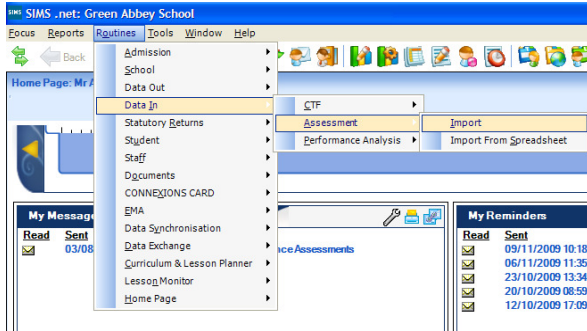 SIMS SIMS .net: Green Abbey School
Focus Reports Routines Tools Window Help
Back
Home Page: Mr A
Admission
School
Data Out
Data In
Statutory Returns
Student
Staff
Documents
CONNEXIONS CARD
EMA
Data Synchronisation
Data Exchange
Curriculum & Lesson Planner
Lesson Monitor
Home Page
CTF
Assessment
Performance Analysis
Import
Import From Spreadsheet
My Message
Read Sent
03/08
ce Assessments
My Reminders
Read Sent
09/11/2009 10:18
06/11/2009 11:35
23/10/2009 13:34
20/10/2009 08:59
12/10/2009 17:09